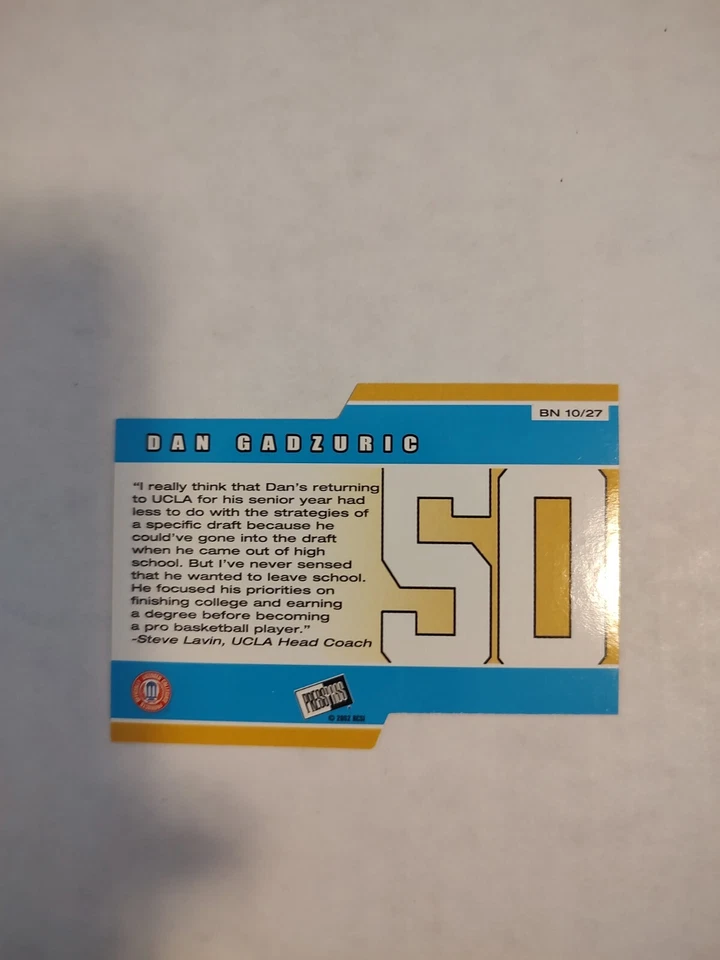 BN 10/27
DAN GADZURIC
"I really think that Dan's returning
to UCLA for his senior year had
less to do with the strategies of
a specific draft because he
could've gone into the draft
when he came out of high
school. But I've never sensed
that he wanted to leave school.
He focused his priorities on
finishing college and earning
a degree before becoming
a pro basketball player."
-Steve Lavin, UCLA Head Coach
50
PRESS PASS